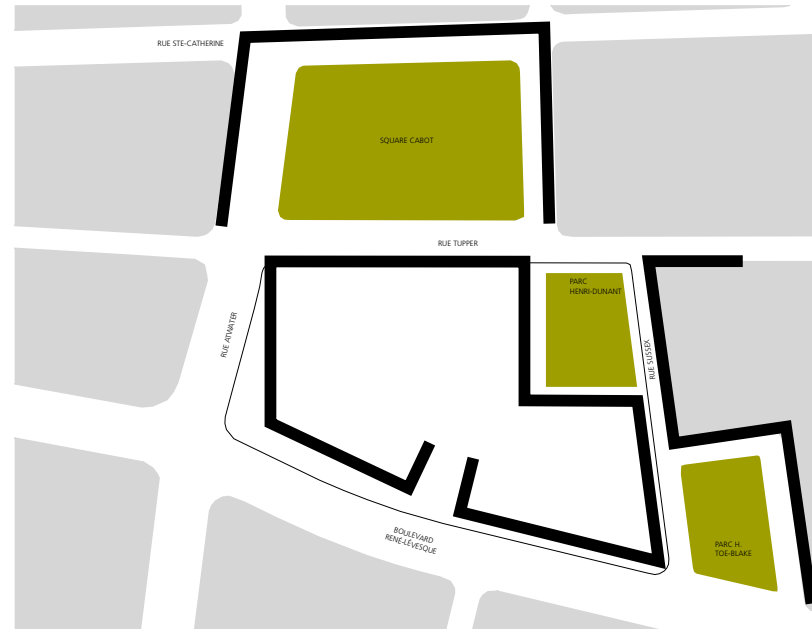 RUE STE-CATHERINE
SQUARE CABOT
RUE TUPPER
PARC
HENRI-DUNANT
RUE ATWATER
RUE SUSSEX
BOULEVARD
RENE-LÉVESQUE
PARC H.
TOE-BLAKE